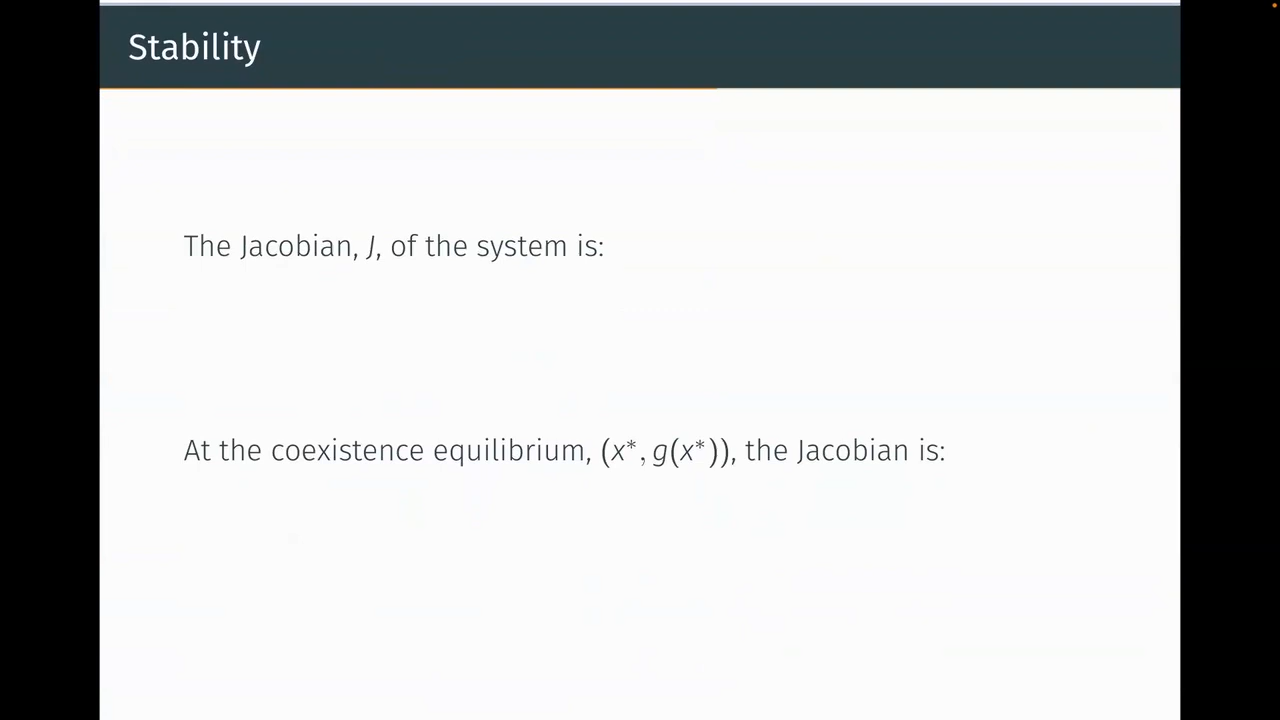 Stability
The Jacobian, J, of the system is:
At the coexistence equilibrium, (x*, g(x*)), the Jacobian is: